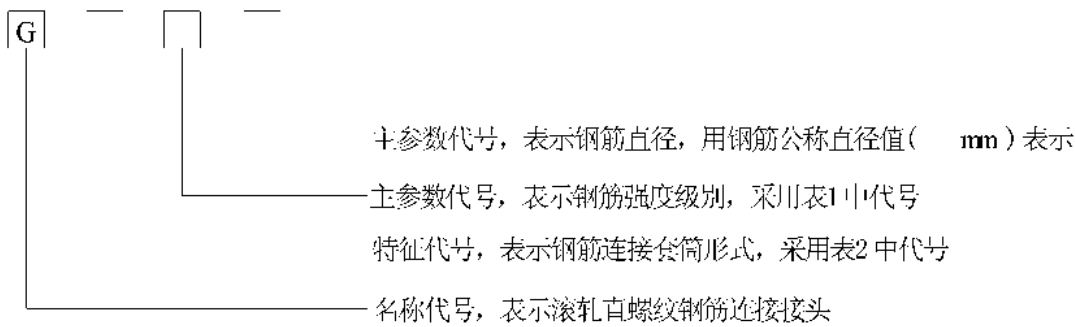 G
主参数代号，表示钢筋直径，用钢筋公称直径值( mm)表示
主参数代号，表示钢筋强度级别，采用表1中代号
特征代号，表示钢筋连接套筒形式，采用表2中代号
名称代号，表示滚轧直螺纹钢筋连接接头